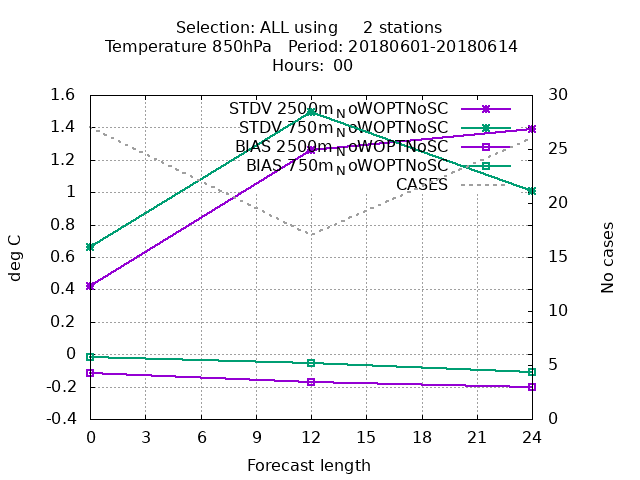 Selection: ALL using     2 stations
Temperature 850hPa   Period: 20180601-20180614
Hours:  00
STDV 2500m_NoWOPTNoSC
STDV 750m_NoWOPTNoSC
BIAS 2500m_NoWOPTNoSC
BIAS 750m_NoWOPTNoSC
CASES
1.6
1.4
1.2
1
0.8
0.6
0.4
0.2
0
-0.2
-0.4
deg C
30
25
20
15
10
5
0
No cases
0 3 6 9 12 15 18 21 24
Forecast length